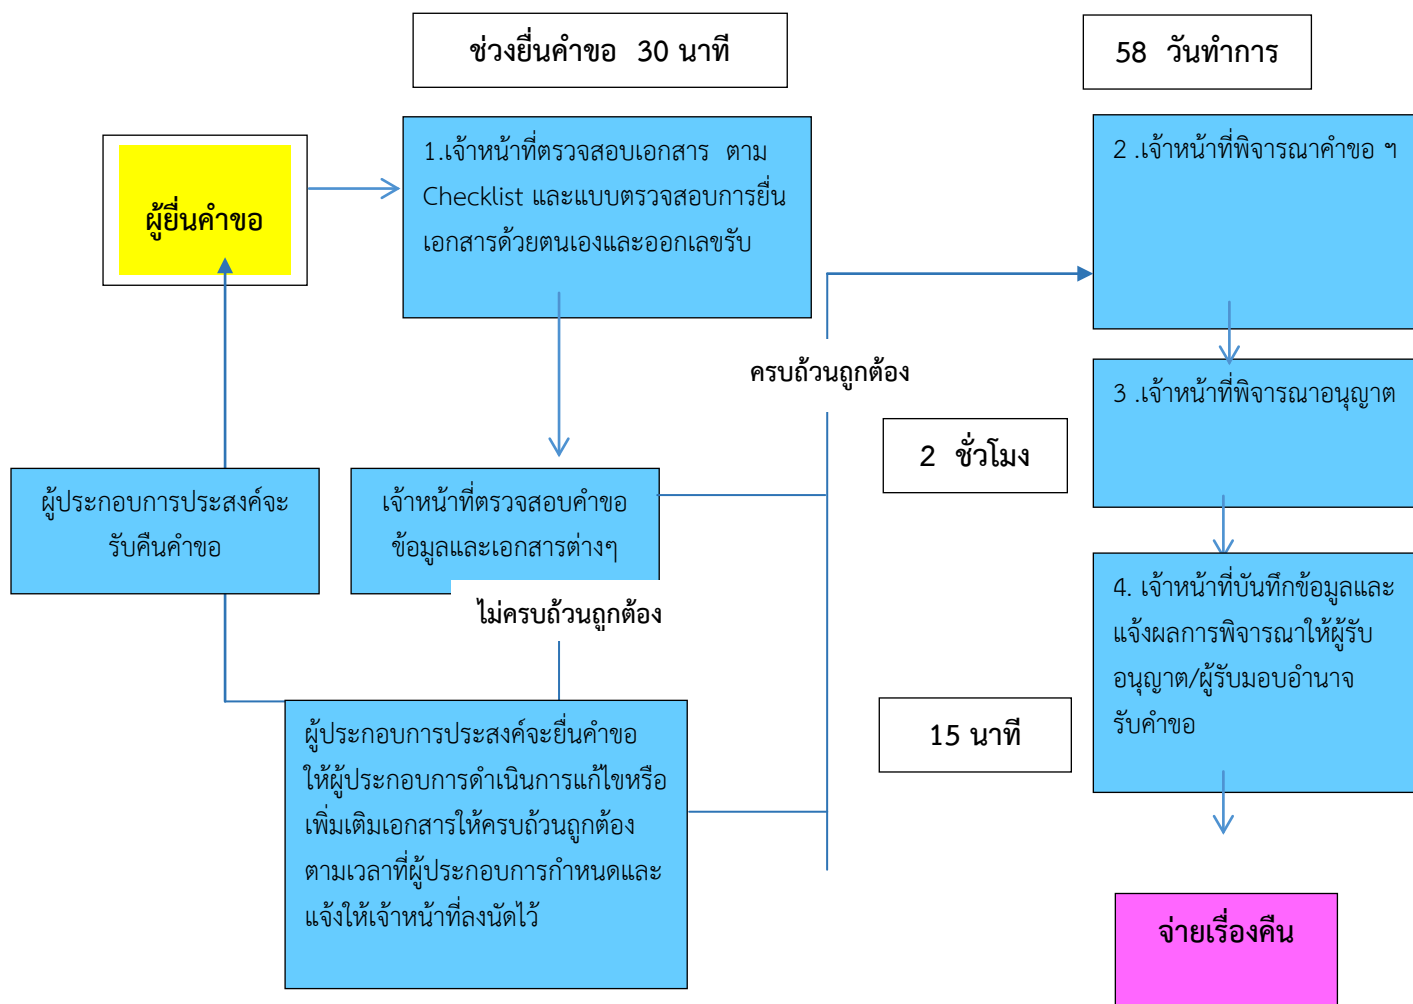 ช่วงยื่นคำขอ 30 นาที
58 วันทำการ
ผู้ยื่นคำขอ
1.เจ้าหน้าที่ตรวจสอบเอกสาร ตาม
Checklist และแบบตรวจสอบการยื่น
เอกสารด้วยตนเองและออกเลขรับ
2 .เจ้าหน้าที่พิจารณาคำขอ ฯ
ครบถ้วนถูกต้อง
3 .เจ้าหน้าที่พิจารณาอนุญาต
2 ชั่วโมง
ผู้ประกอบการประสงค์จะ
รับคืนคำขอ
เจ้าหน้าที่ตรวจสอบคำขอ
ข้อมูลและเอกสารต่างๆ
ไม่ครบถ้วนถูกต้อง
4. เจ้าหน้าที่บันทึกข้อมูลและ
แจ้งผลการพิจารณาให้ผู้รับ
อนุญาต/ผู้รับมอบอำนาจ
รับคำขอ
15 นาที
ผู้ประกอบการประสงค์จะยื่นคำขอ
ให้ผู้ประกอบการดำเนินการแก้ไขหรือ
เพิ่มเติมเอกสารให้ครบถ้วนถูกต้อง
ตามเวลาที่ผู้ประกอบการกำหนดและ
แจ้งให้เจ้าหน้าที่ลงนัดไว้
จ่ายเรื่องคืน